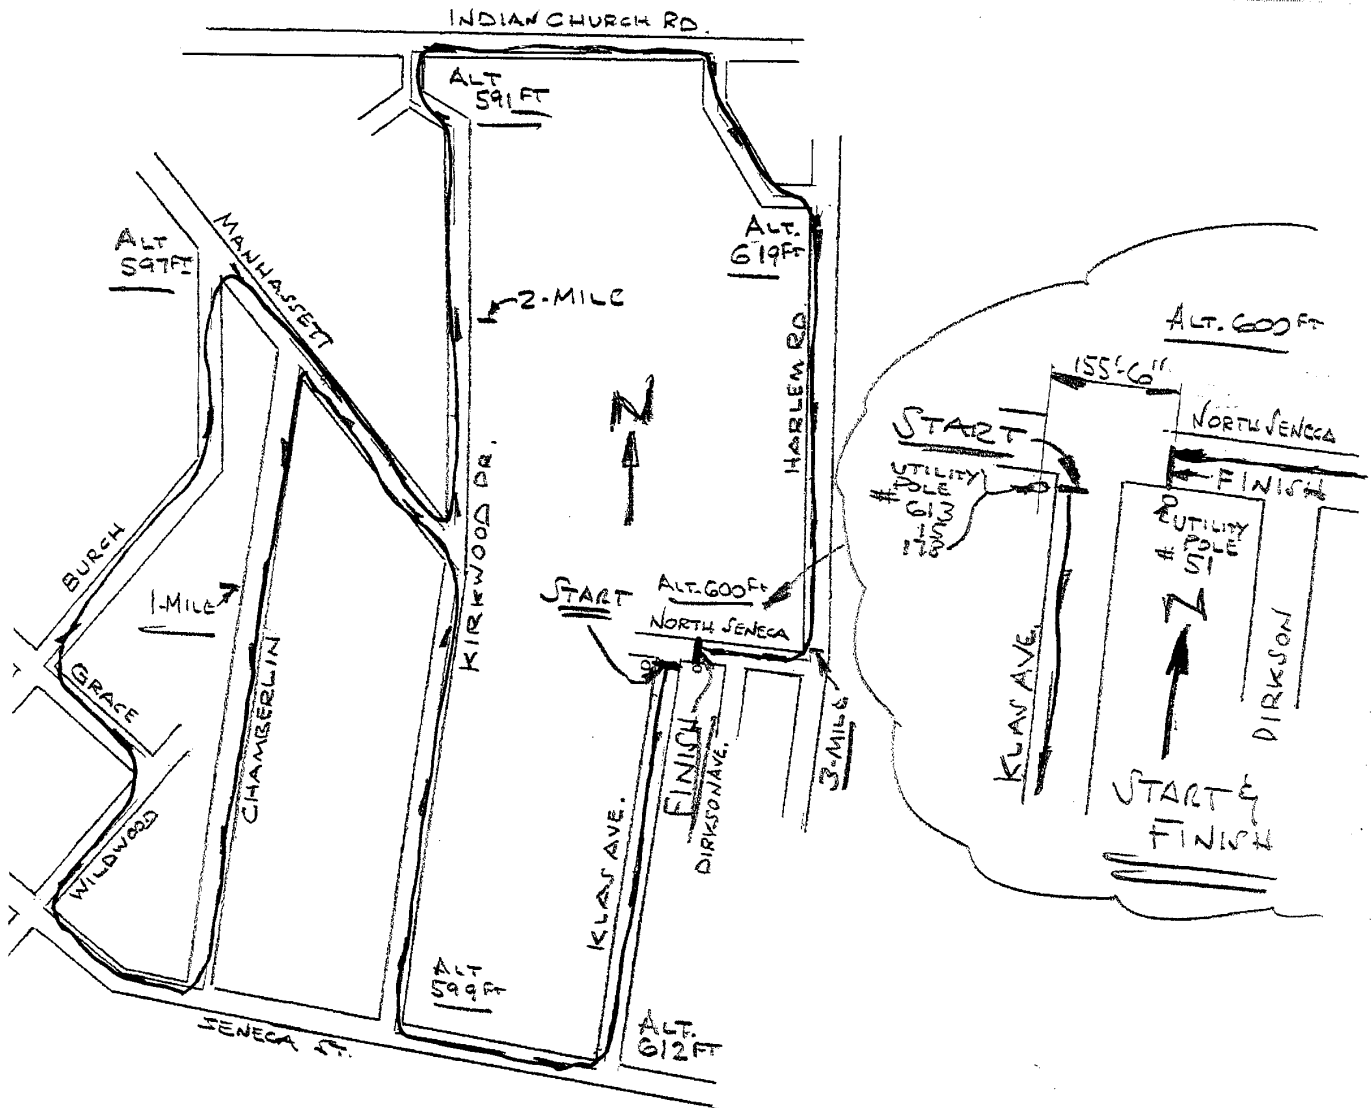 INDIAN CHURCH RD.
ALT
591 FT
MANHASSETT
ALT
597 FT
2-MILE
ALT.
619 FT
HARLEM RD
N
KIRKWOOD DR.
BURCH
1-MILE
CHAMBERLIN
GRACE
WILDWOOD
START
ALT. 600 FT
NORTH SENECA
FINISH
DIRKSON AVE.
3-MILE
KLAS AVE.
ALT
599 FT
ALT.
612 FT
SENECA ST.
ALT. 600 FT
155'-6"
START
NORTH SENECA
FINISH
UTILITY
POLE
#
613
UTILITY
POLE
#
51
N
KLAS AVE.
DIRKSON
START &
FINISH